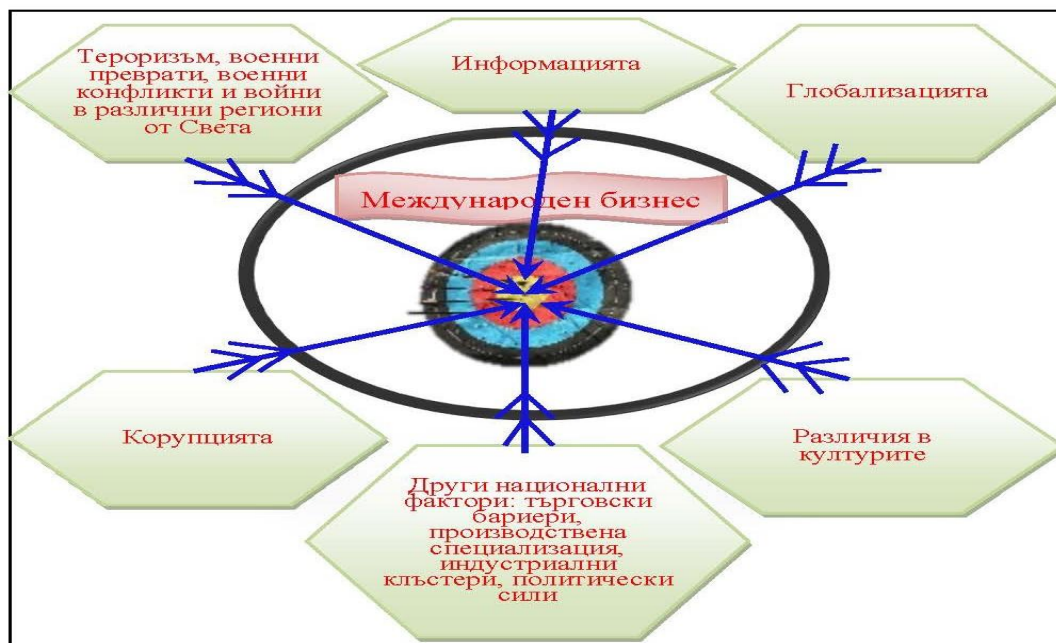 Тероризъм, военни
преврати, военни
конфликти и войни
в различни региони
от Света
Информацията
Глобализацията
Международен бизнес
Корупцията
Различия в
културите
Други национални
фактори: търговски
бариери,
производствена
специализация,
индустриални
клъстери, политически
сили